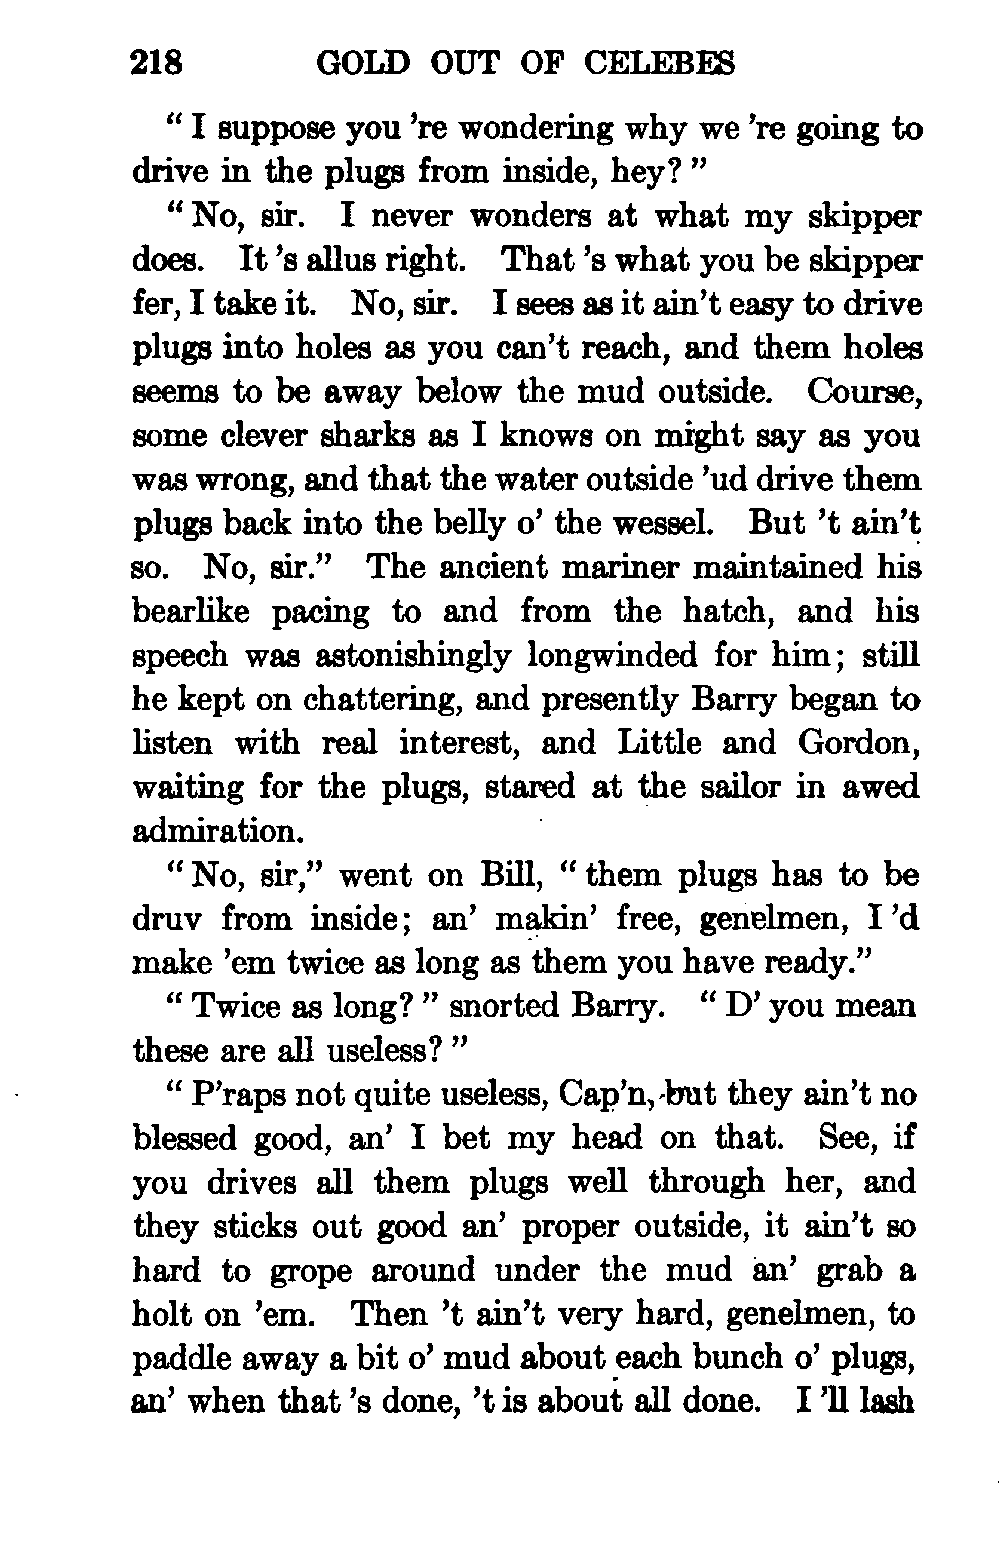 218 GOLD OUT OF CELEBES
“ I suppose you ’re wondering why we ’re going to
drive in the plugs from inside, hey? ”
“ No, sir. I never wonders at what my skipper
does. It ’s allus right. That ’s what you be skipper
fer, I take it. No, sir. I sees as it ain’t easy to drive
plugs into holes as you can’t reach, and them holes
seems to be away below the mud outside. Course,
some clever sharks as I knows on might say as you
was wrong, and that the water outside ’ud drive them
plugs back into the belly o’ the wessel. But ’t ain’t
so. No, sir.” The ancient mariner maintained his
bearlike pacing to and from the hatch, and his
speech was astonishingly longwinded for him; still
he kept on chattering, and presently Barry began to
listen with real interest, and Little and Gordon,
waiting for the plugs, stared at the sailor in awed
admiration.
“ No, sir,” went on Bill, “ them plugs has to be
druv from inside; an’ makin’ free, genelmen, I ’d
make ’em twice as long as them you have ready.”
“ Twice as long? ” snorted Barry. “ D’ you mean
these are all useless? ”
“ P’raps not quite useless, Cap’n, but they ain’t no
blessed good, an’ I bet my head on that. See, if
you drives all them plugs well through her, and
they sticks out good an’ proper outside, it ain’t so
hard to grope around under the mud an’ grab a
holt on ’em. Then ’t ain’t very hard, genelmen, to
paddle away a bit o’ mud about each bunch o’ plugs,
an’ when that ’s done, ’t is about all done. I ’ll lash